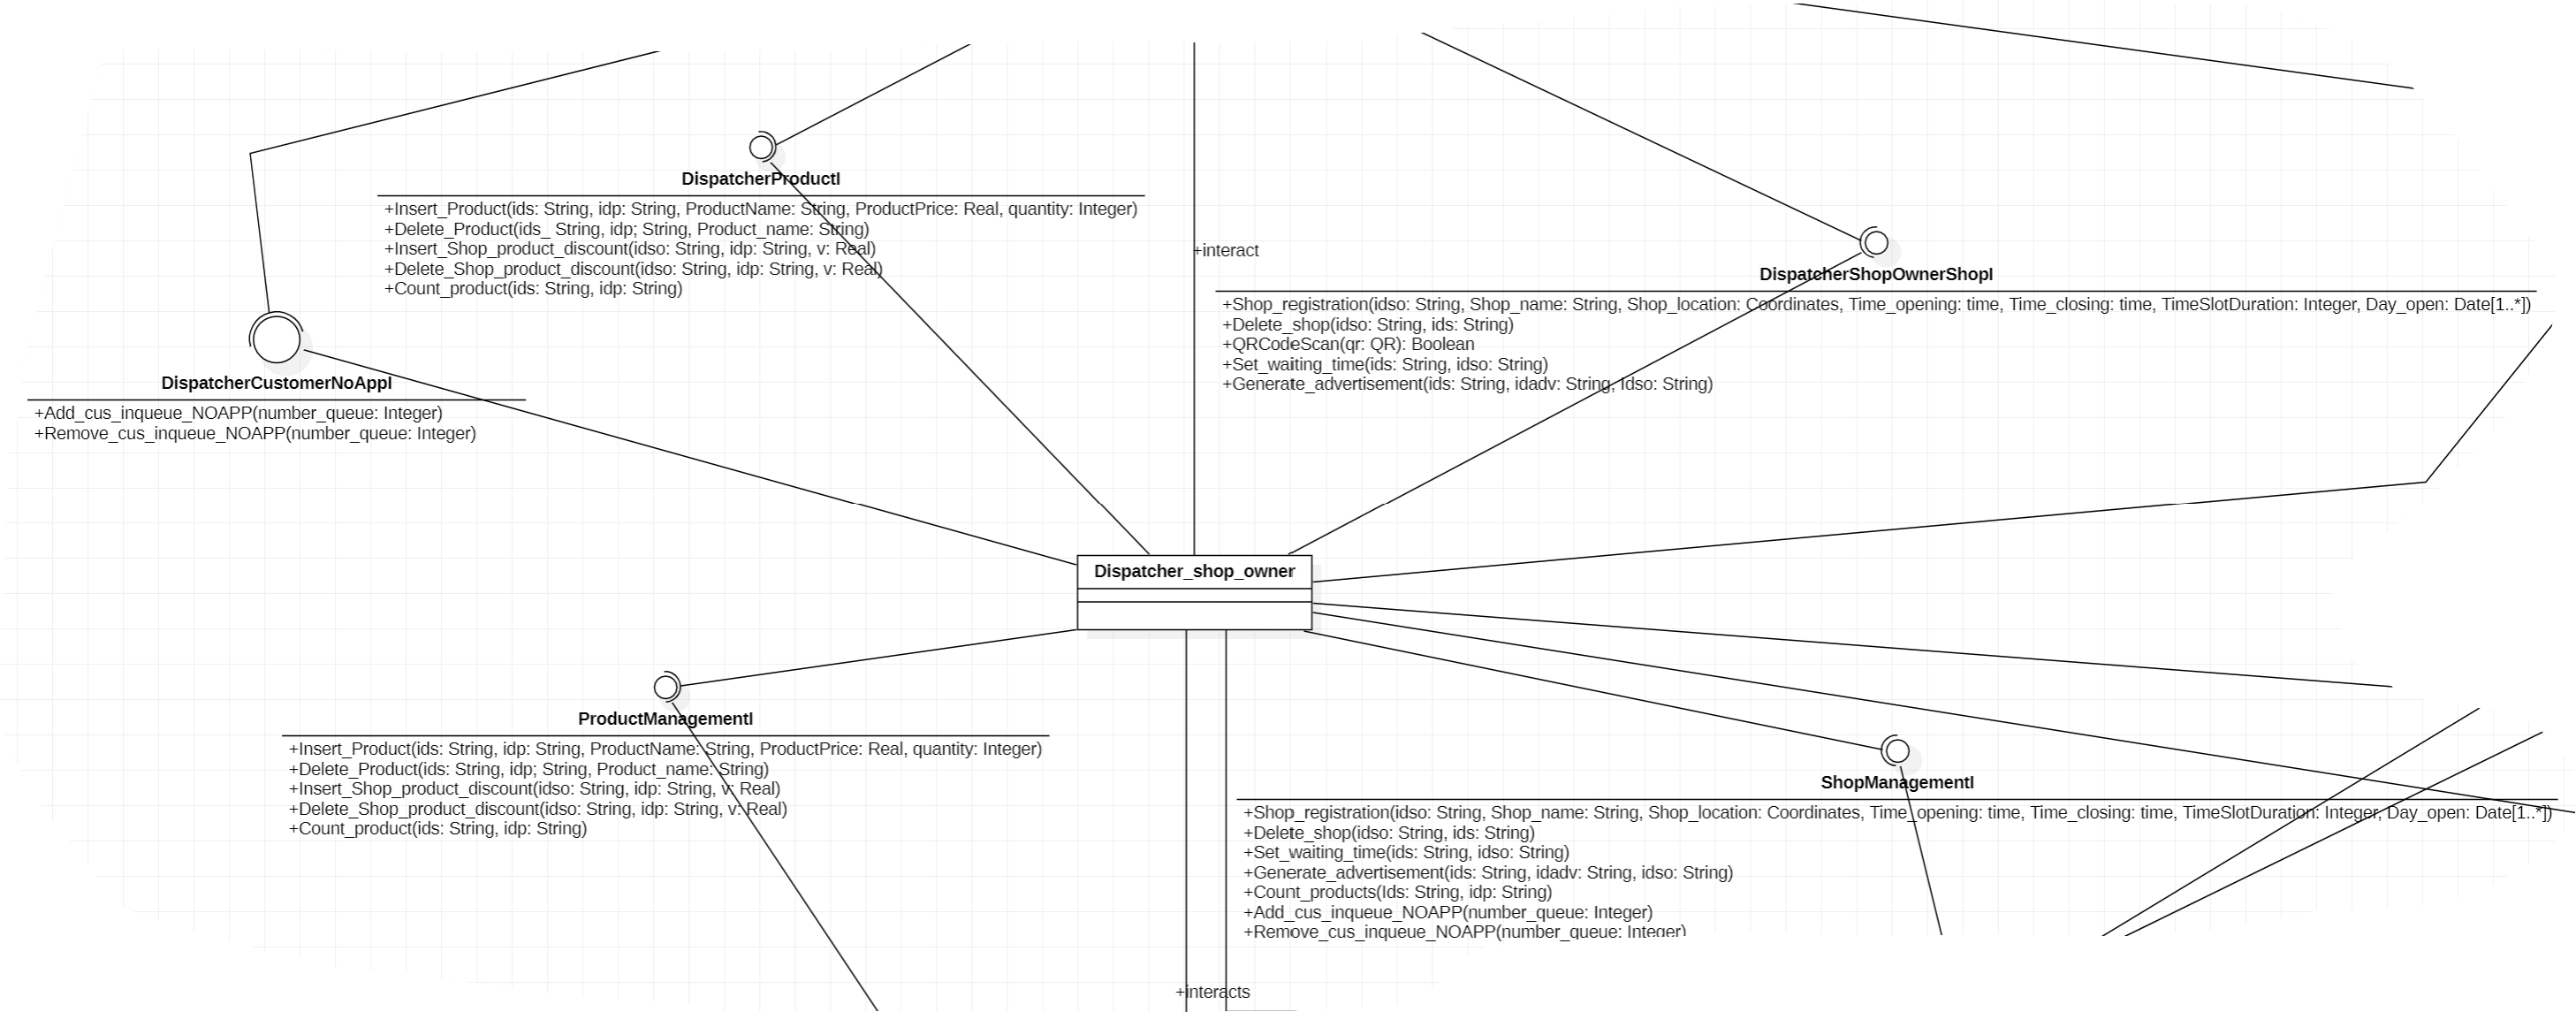 DispatcherProductI
+Insert_Product(ids: String, idp: String, ProductName: String, ProductPrice: Real, quantity: Integer)
+Delete_Product(ids_ String, idp; String, Product_name: String)
+Insert_Shop_product_discount(idso: String, idp: String, v: Real)
+Delete_Shop_product_discount(idso: String, idp: String, v: Real)
+Count_product(ids: String, idp: String)
+interact
DispatcherShopOwnerShopI
+Shop_registration(idso: String, Shop_name: String, Shop_location: Coordinates, Time_opening: time, Time_closing: time, TimeSlotDuration: Integer, Day_open: Date[1..*])
+Delete_shop(idso: String, ids: String)
+QRCodeScan(qr: QR): Boolean
+Set_waiting_time(ids: String, idso: String)
+Generate_advertisement(ids: String, idadv: String, Idso: String)
DispatcherCustomerNoAppI
+Add_cus_inqueue_NOAPP(number_queue: Integer)
+Remove_cus_inqueue_NOAPP(number_queue: Integer)
Dispatcher_shop_owner
ProductManagementI
+Insert_Product(ids: String, idp: String, ProductName: String, ProductPrice: Real, quantity: Integer)
+Delete_Product(ids: String, idp; String, Product_name: String)
+Insert_Shop_product_discount(idso: String, idp: String, v: Real)
+Delete_Shop_product_discount(idso: String, idp: String, v: Real)
+Count_product(ids: String, idp: String)
ShopManagementI
+Shop_registration(idso: String, Shop_name: String, Shop_location: Coordinates, Time_opening: time, Time_closing: time, TimeSlotDuration: Integer, Day_open: Date[1..*])
+Delete_shop(idso: String, ids: String)
+Set_waiting_time(ids: String, idso: String)
+Generate_advertisement(ids: String, idadv: String, idso: String)
+Count_products(Ids: String, idp: String)
+Add_cus_inqueue_NOAPP(number_queue: Integer)
+Remove_cus_inqueue_NOAPP(number_queue: Integer)
+interacts